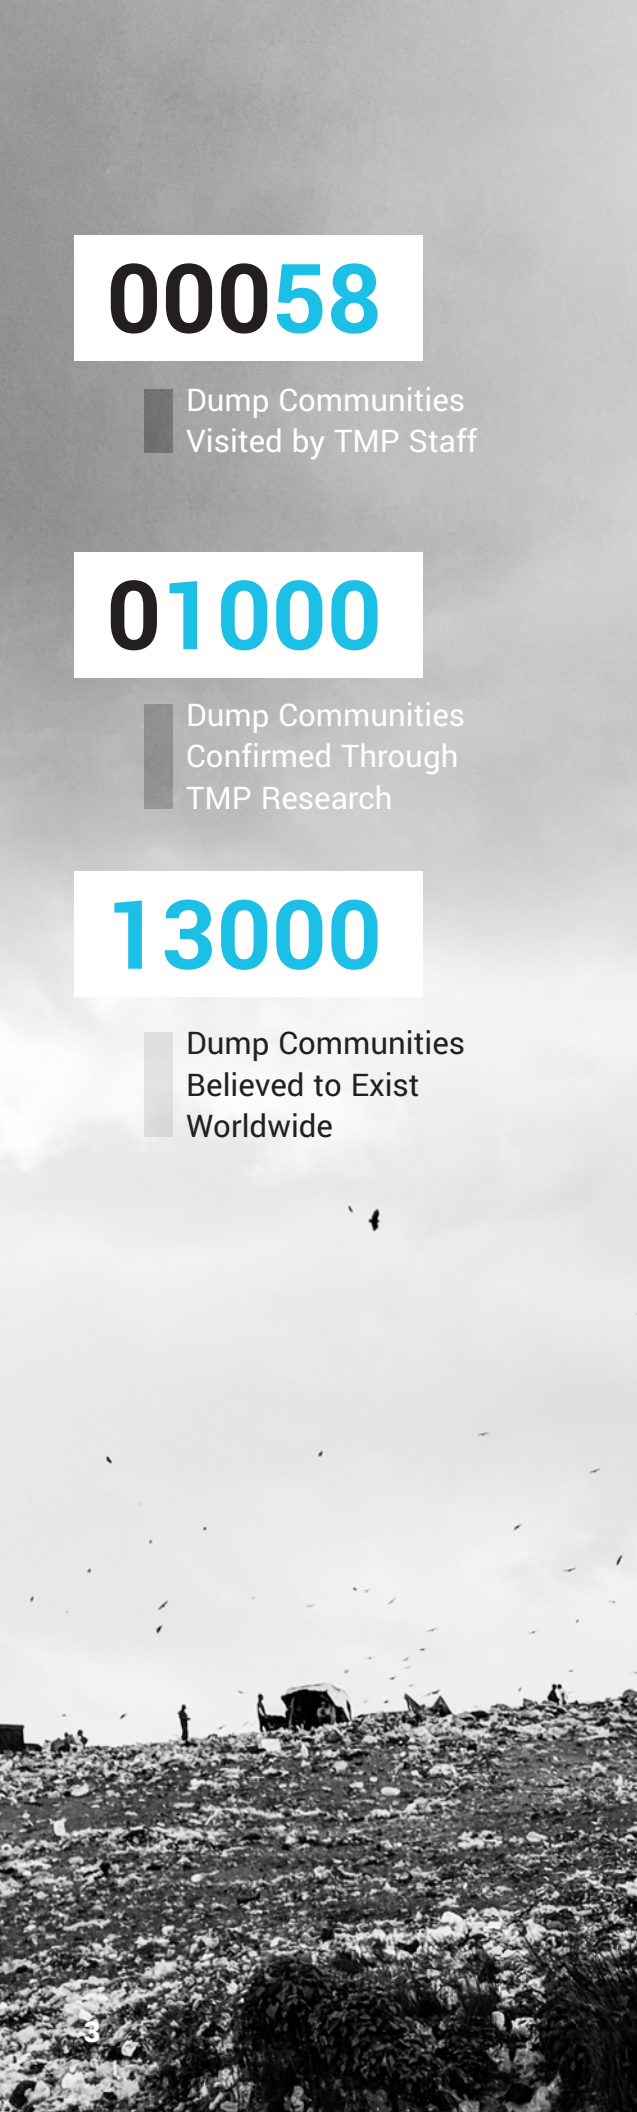 00058
Dump Communities
Visited by TMP Staff
01000
Dump Communities
Confirmed Through
TMP Research
13000
Dump Communities
Believed to Exist
Worldwide
3